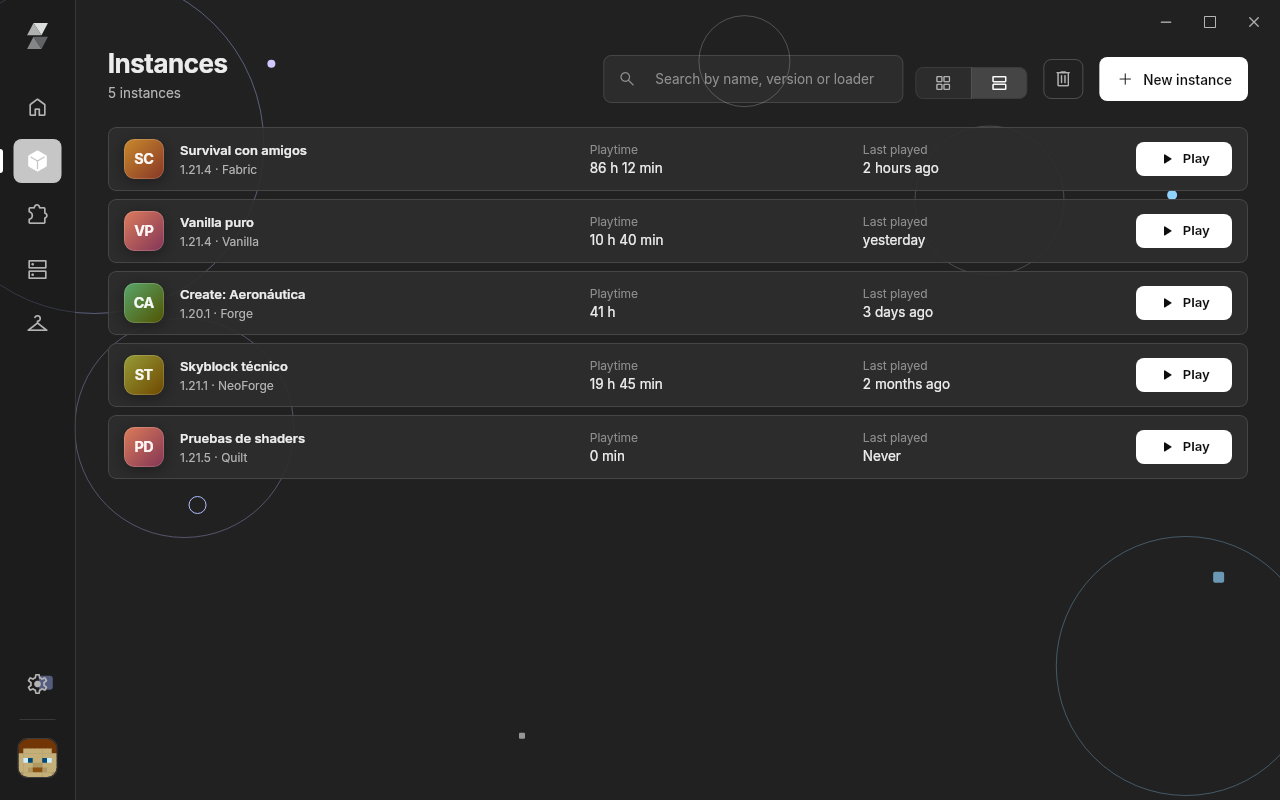 Instances
5 instances
Search by name, version or loader
New instance
SC
Survival con amigos
1.21.4 · Fabric
Playtime
86 h 12 min
Last played
2 hours ago
Play
VP
Vanilla puro
1.21.4 · Vanilla
Playtime
10 h 40 min
Last played
yesterday
Play
CA
Create: Aeronáutica
1.20.1 · Forge
Playtime
41 h
Last played
3 days ago
Play
ST
Skyblock técnico
1.21.1 · NeoForge
Playtime
19 h 45 min
Last played
2 months ago
Play
PD
Pruebas de shaders
1.21.5 · Quilt
Playtime
0 min
Last played
Never
Play